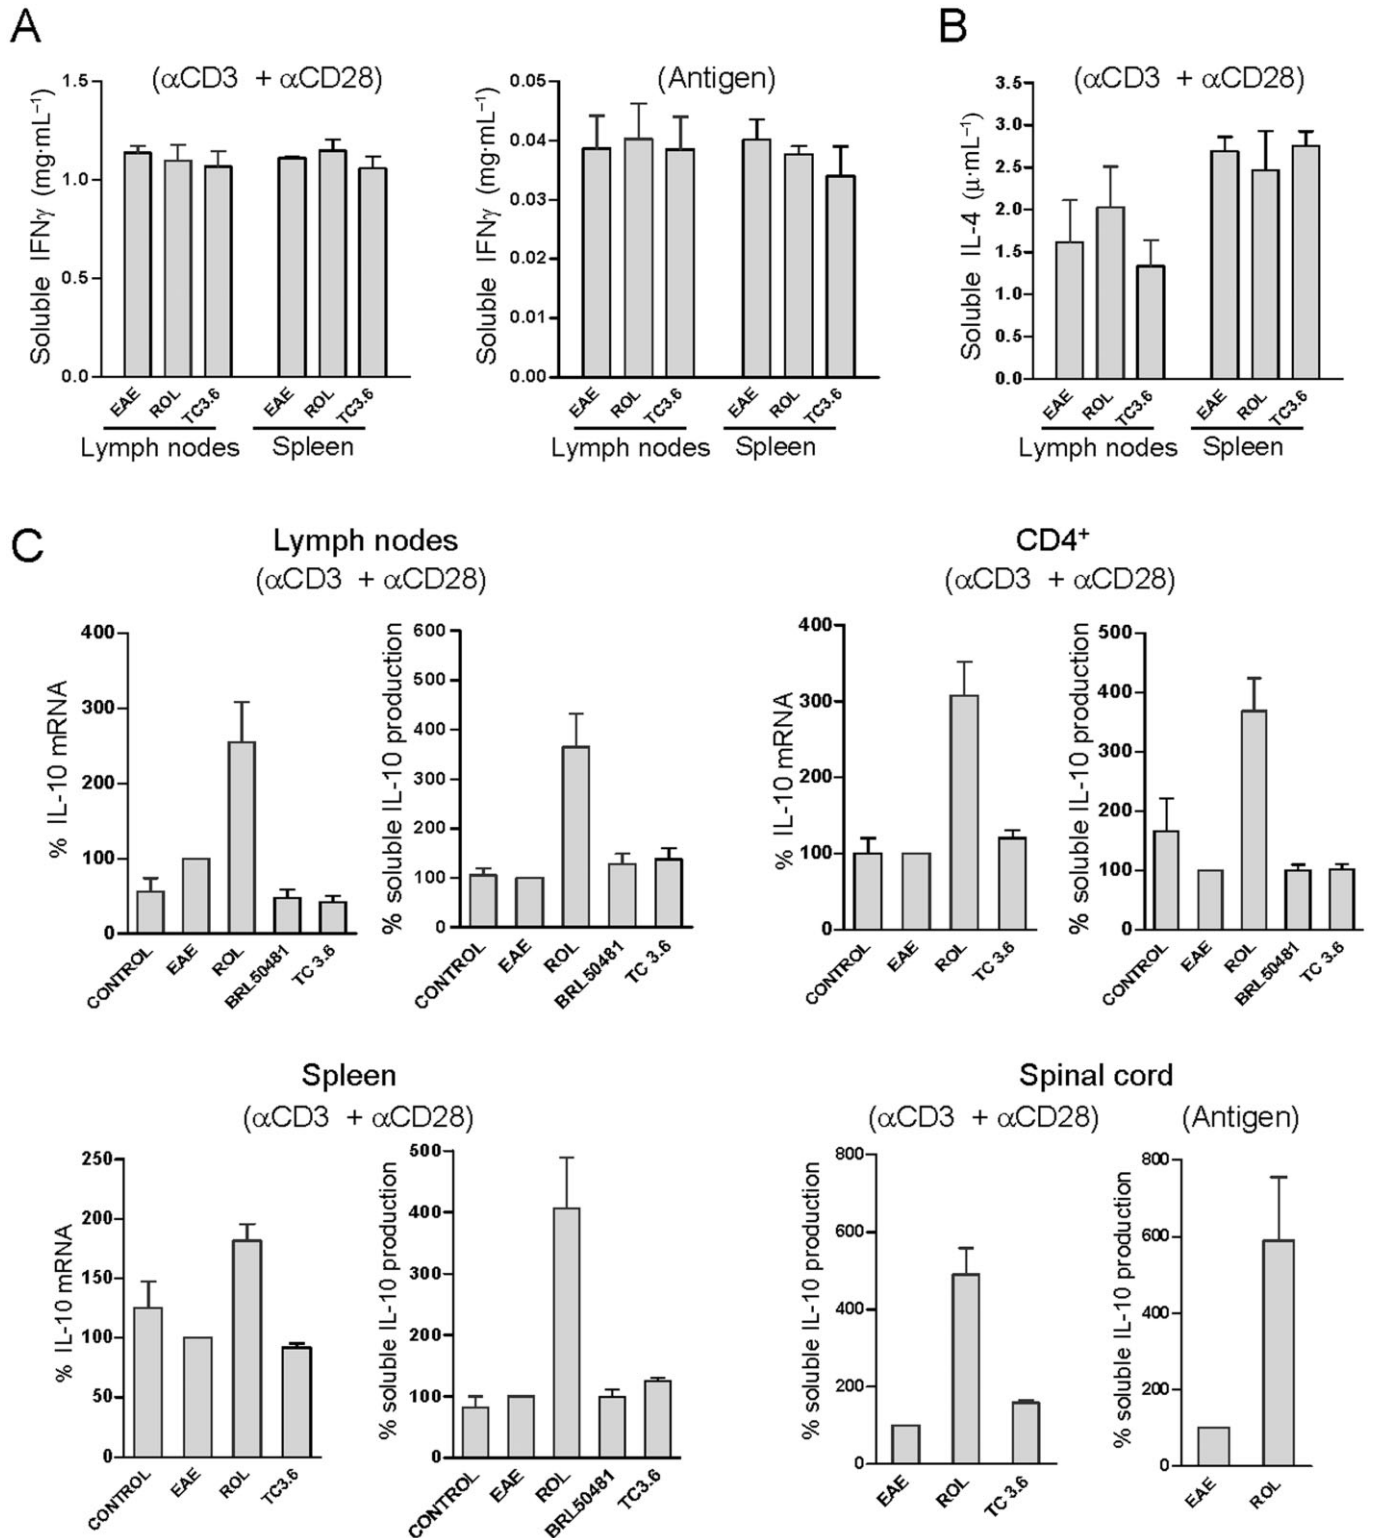 A
B
(αCD3 + αCD28)
(Antigen)
(αCD3 + αCD28)
Soluble IFNγ (mg·mL⁻¹)
1.5
1.0
0.5
0.0
EAE ROL TC3.6 EAE ROL TC3.6
Lymph nodes Spleen
Soluble IFNγ (mg·mL⁻¹)
0.05
0.04
0.03
0.02
0.01
0.00
EAE ROL TC3.6 EAE ROL TC3.6
Lymph nodes Spleen
Soluble IL-4 (μ·mL⁻¹)
3.5
3.0
2.5
2.0
1.5
1.0
0.5
0.0
EAE ROL TC3.6 EAE ROL TC3.6
Lymph nodes Spleen
C
Lymph nodes
(αCD3 + αCD28)
% IL-10 mRNA
400
300
200
100
0
CONTROL EAE ROL BRL50481 TC 3.6
% soluble IL-10 production
600
500
400
300
200
100
0
CONTROL EAE ROL BRL50481 TC 3.6
CD4⁺
(αCD3 + αCD28)
% IL-10 mRNA
400
300
200
100
0
CONTROL EAE ROL TC 3.6
% soluble IL-10 production
500
400
300
200
100
0
CONTROL EAE ROL BRL50481 TC 3.6
Spleen
(αCD3 + αCD28)
% IL-10 mRNA
250
200
150
100
50
0
CONTROL EAE ROL TC3.6
% soluble IL-10 production
500
400
300
200
100
0
CONTROL EAE ROL BRL50481 TC3.6
Spinal cord
(αCD3 + αCD28)
(Antigen)
% soluble IL-10 production
800
600
400
200
0
EAE ROL TC 3.6
% soluble IL-10 production
800
600
400
200
0
EAE ROL